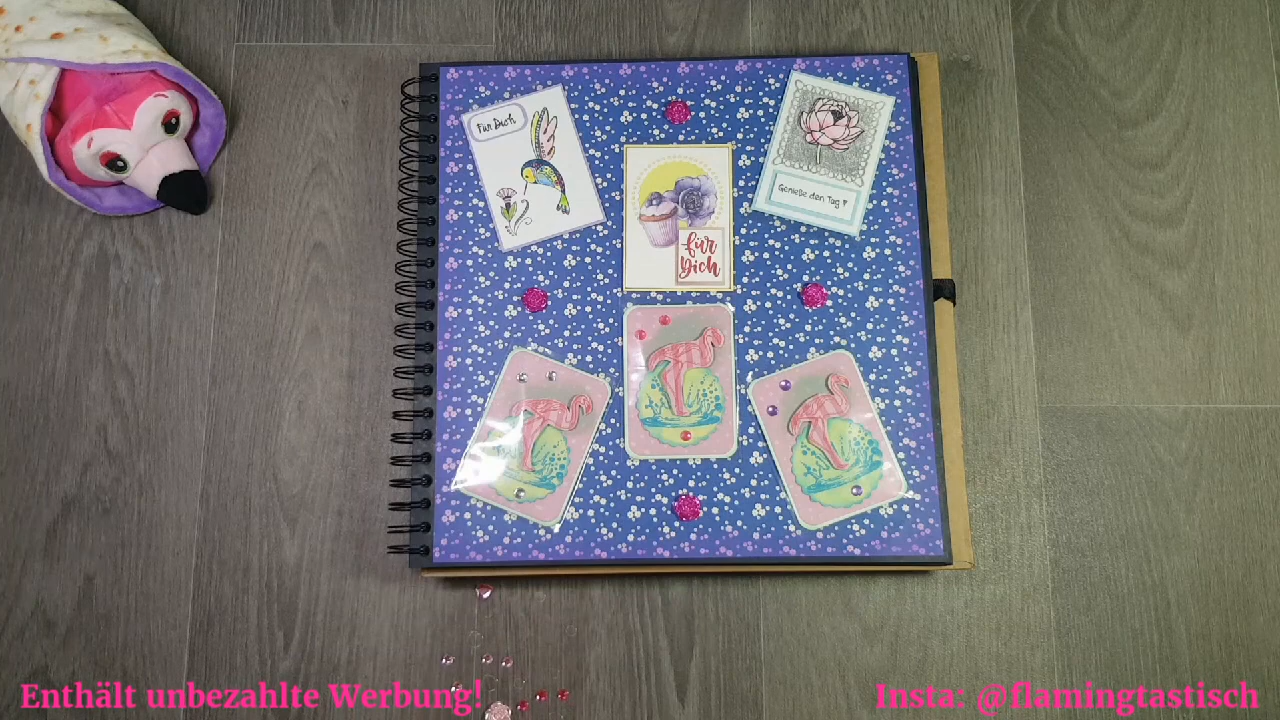 Für Dich
für
Dich
Genieße den Tag !
Enthält unbezahlte Werbung!
Insta: @flamingtastisch